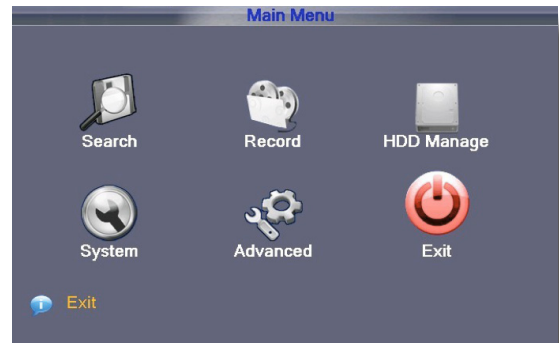 Main Menu
Search
Record
HDD Manage
System
Advanced
Exit
Exit